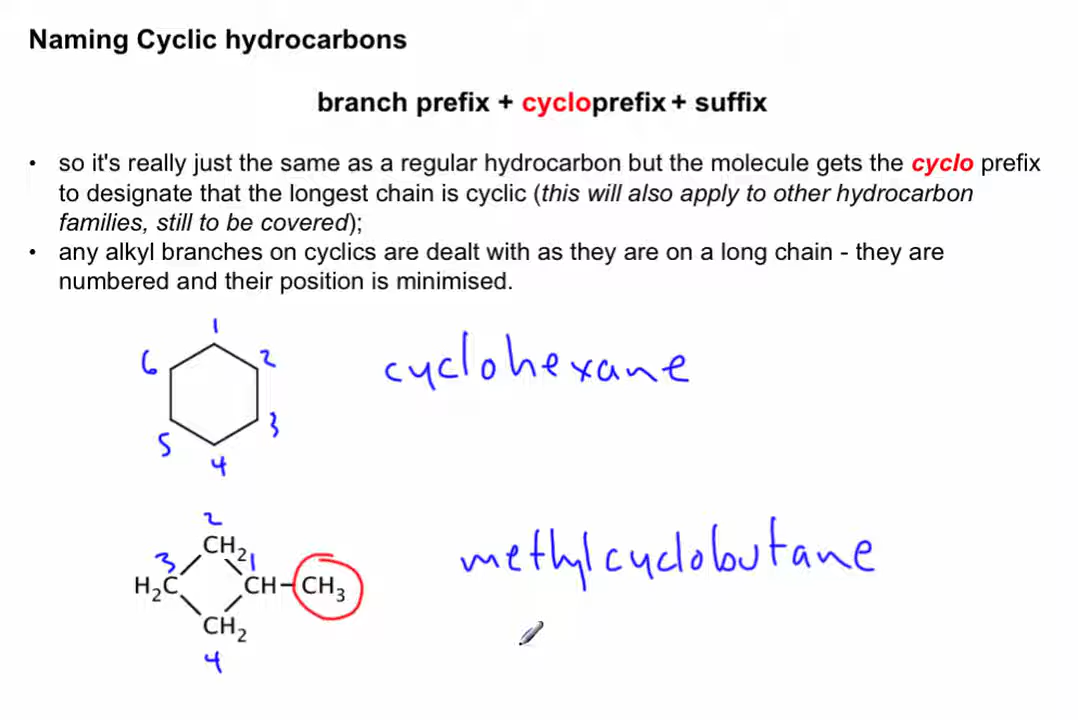 Naming Cyclic hydrocarbons
branch prefix + cycloprefix + suffix
• so it's really just the same as a regular hydrocarbon but the molecule gets the cyclo prefix
to designate that the longest chain is cyclic (this will also apply to other hydrocarbon
families, still to be covered);
• any alkyl branches on cyclics are dealt with as they are on a long chain - they are
numbered and their position is minimised.
1
6 2
cyclohexane
5 3
4
2
CH2
3 1
H2C CH-CH3
methylcyclobutane
CH2
4